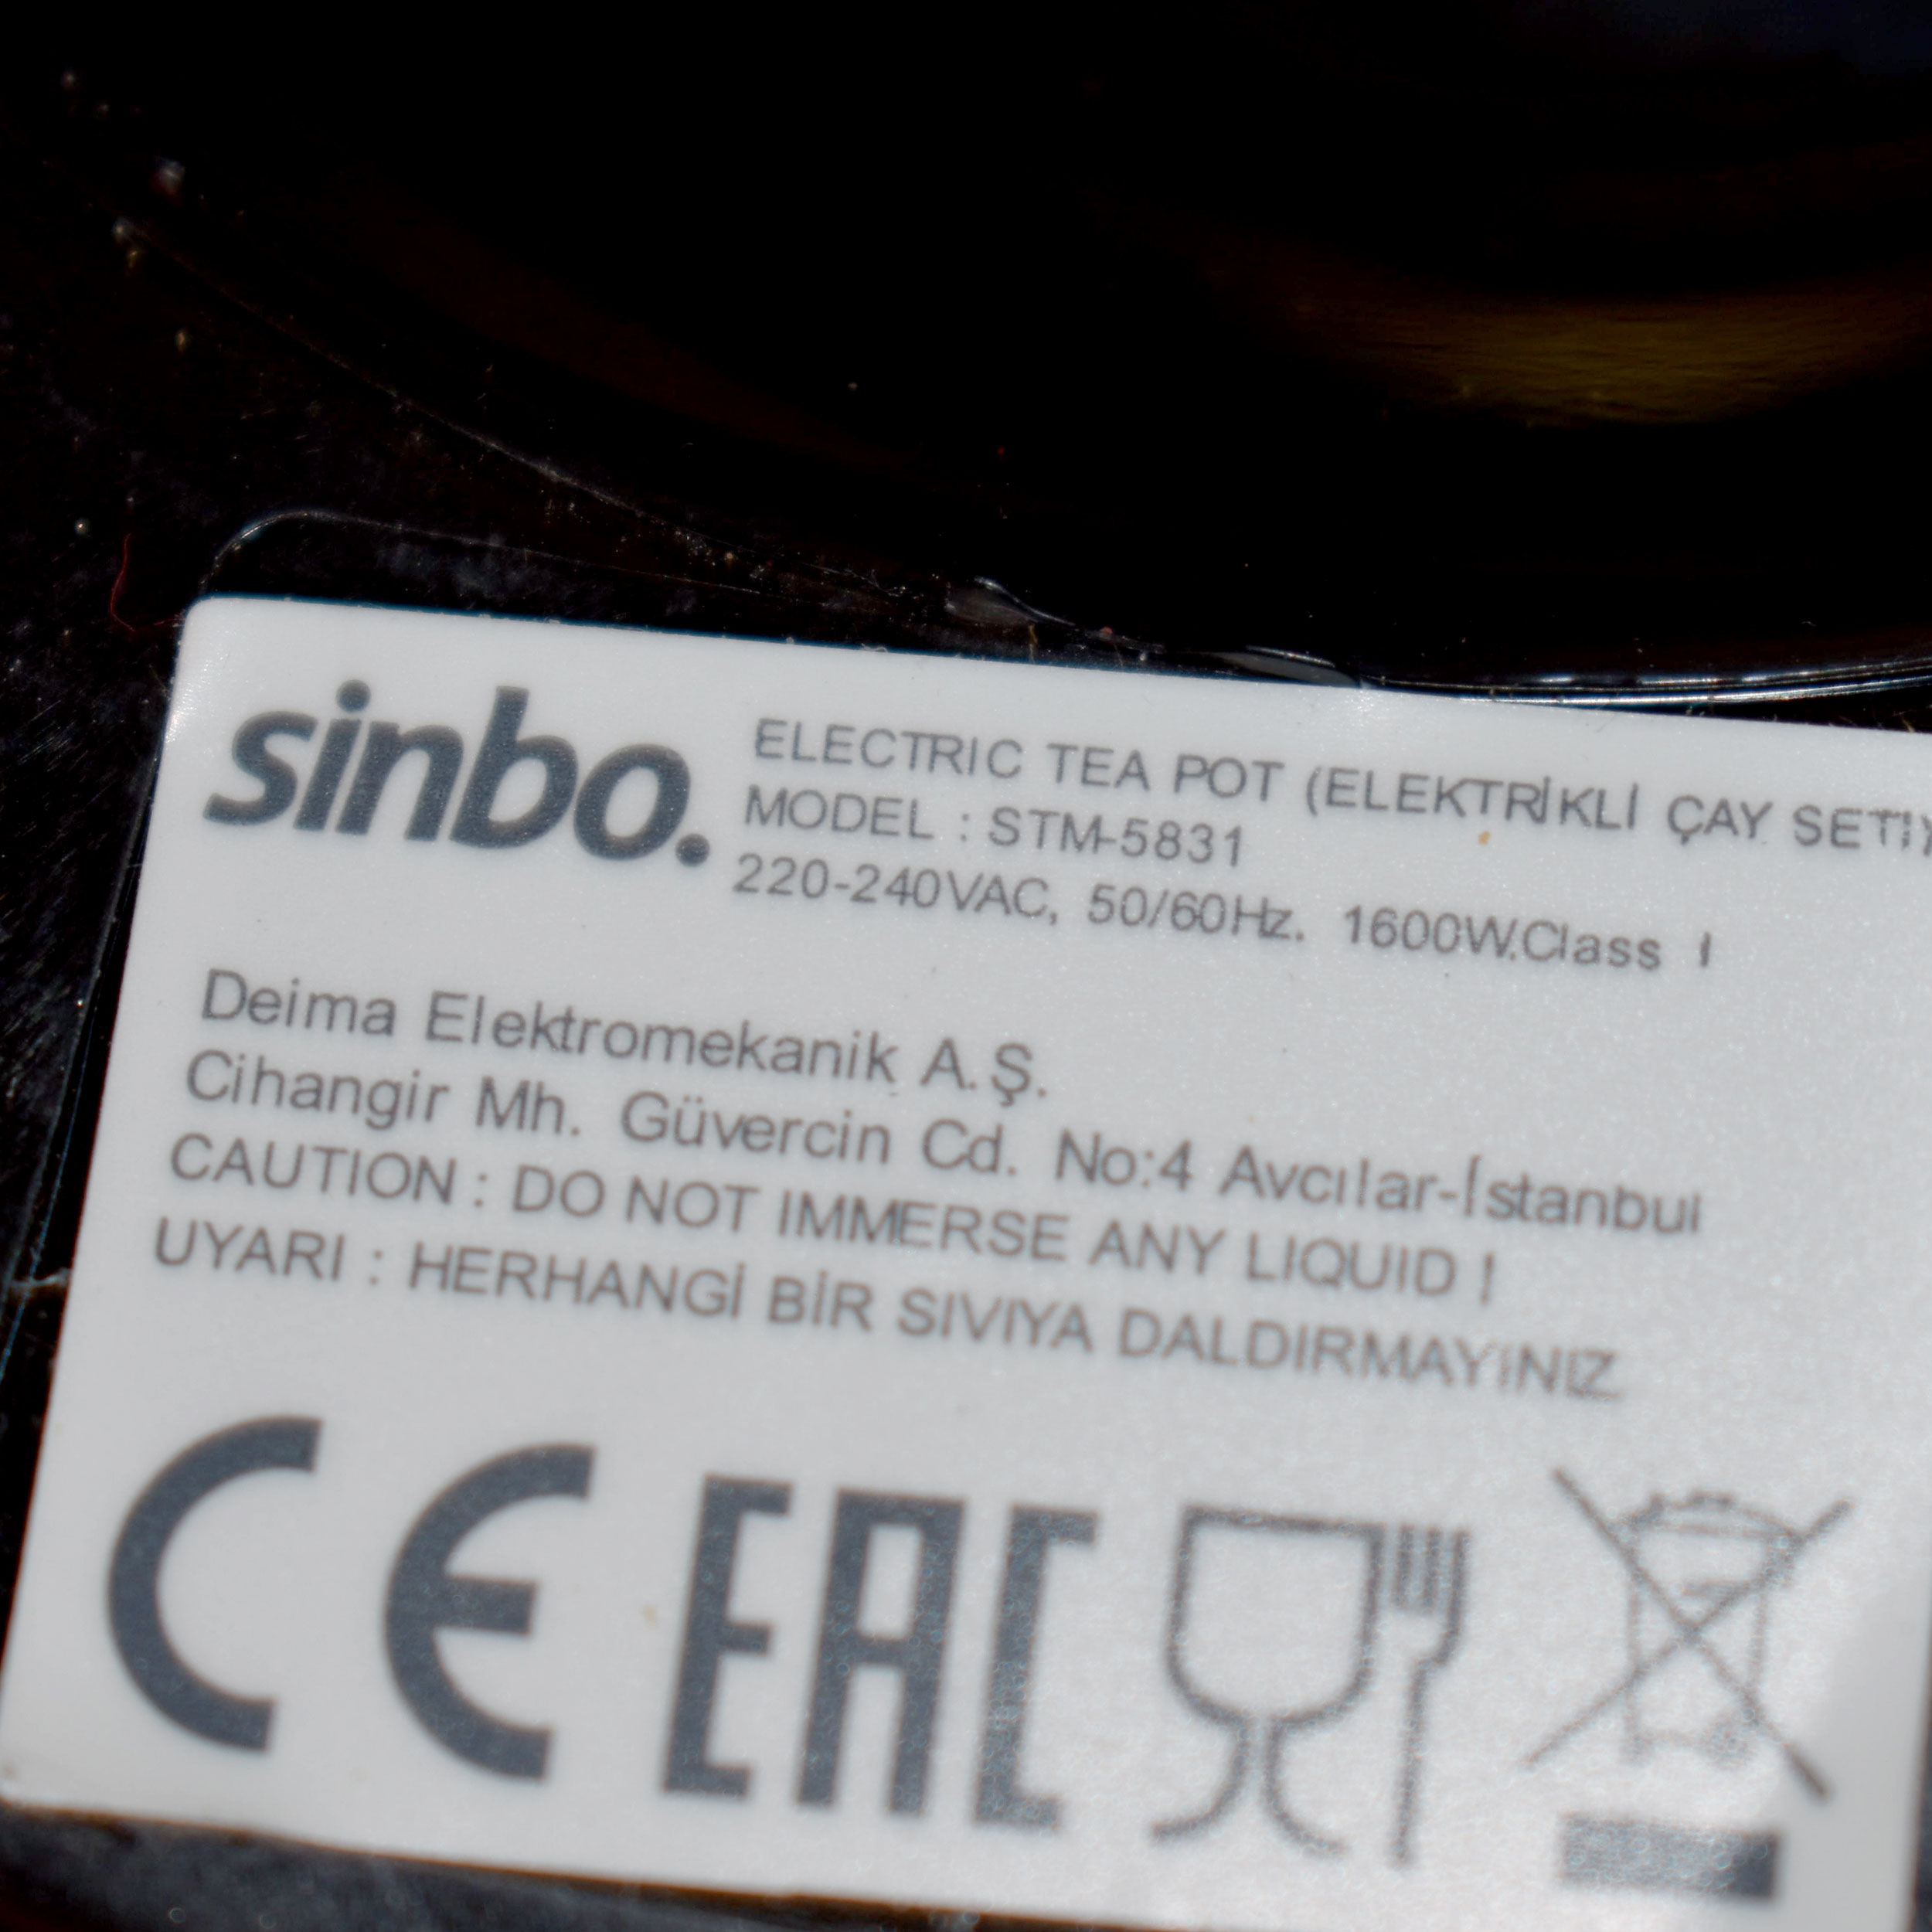 sinbo.
ELECTRIC TEA POT (ELEKTRİKLİ ÇAY SETİ)
MODEL : STM-5831
220-240VAC, 50/60Hz. 1600W.Class I
Deima Elektromekanik A.Ş.
Cihangir Mh. Güvercin Cd. No:4 Avcılar-İstanbul
CAUTION : DO NOT IMMERSE ANY LIQUID !
UYARI : HERHANGİ BİR SIVIYA DALDIRMAYINIZ
CE EAC